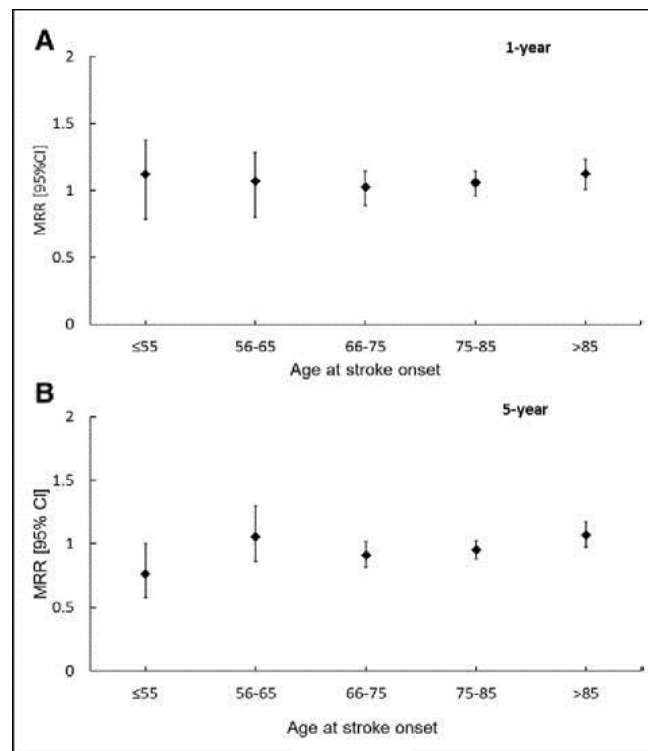 A
1-year
2
1.5
1
0.5
0
MRR [95%CI]
≤55 56-65 66-75 75-85 >85
Age at stroke onset
B
5-year
2
1.5
1
0.5
0
MRR [95% CI]
≤55 56-65 66-75 75-85 >85
Age at stroke onset